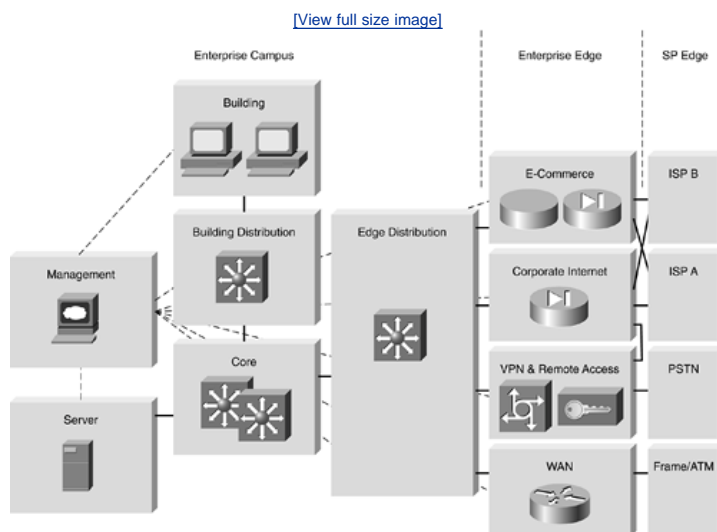 [View full size image]
Enterprise Campus
Enterprise Edge
SP Edge
Building
E-Commerce
ISP B
Building Distribution
Edge Distribution
Management
Corporate Internet
ISP A
Core
VPN & Remote Access
PSTN
Server
WAN
Frame/ATM